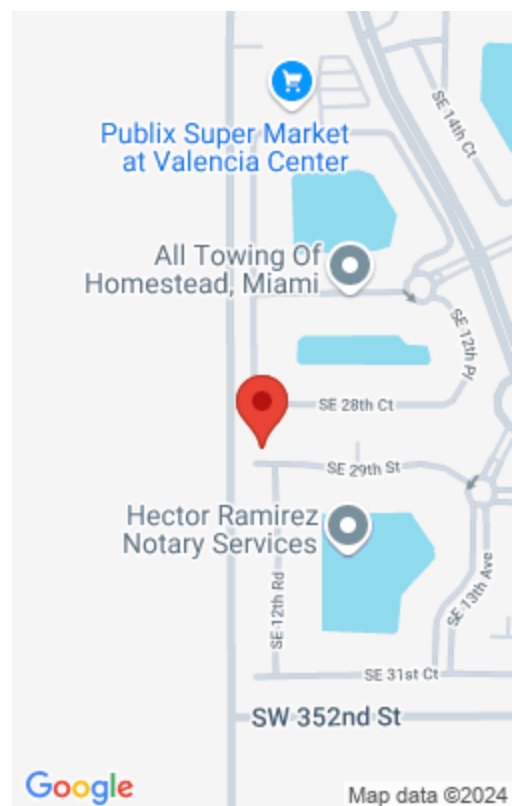 Publix Super Market
at Valencia Center
SE 14th Ct
All Towing Of
Homestead, Miami
SE 12th Pl
SE 28th Ct
SE 29th St
Hector Ramirez
Notary Services
SE 12th Rd
SE 13th Ave
SE 31st Ct
SW 352nd St
Google
Map data ©2024